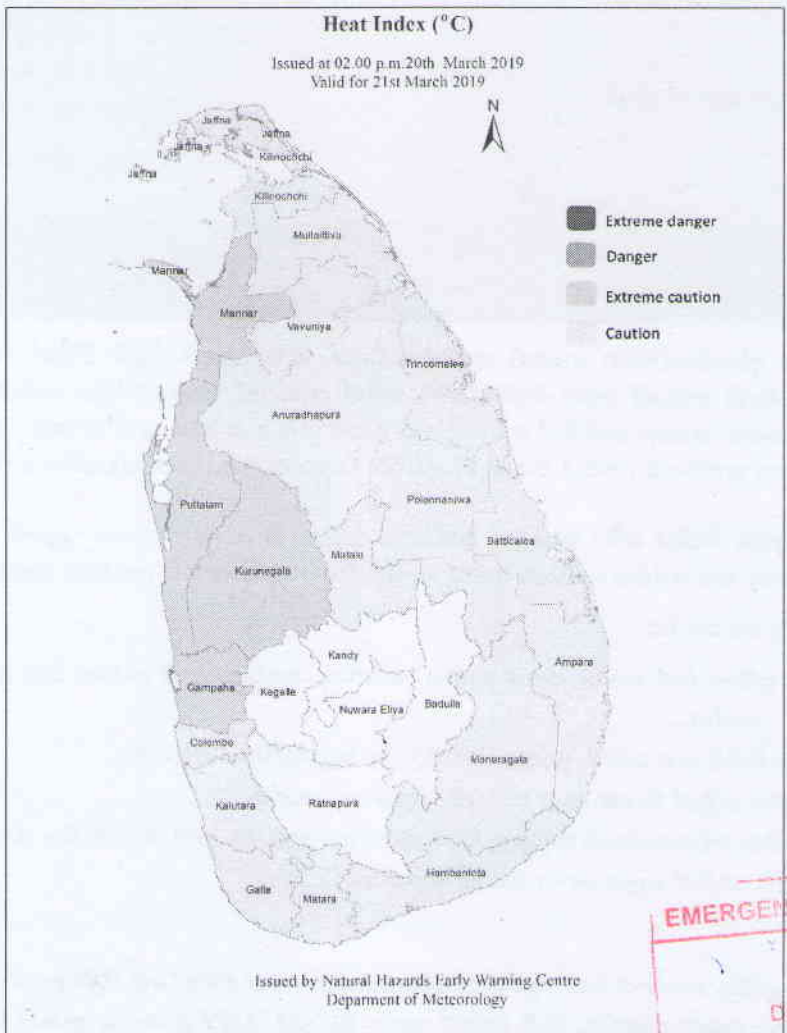 Heat Index (°C)
Issued at 02.00 p.m.20th March 2019
Valid for 21st March 2019
N
Jaffna
Jaffna
Jaffna
Kilinochchi
Jaffna
Kilinochchi
Mullaitivu
Mannar
Mannar
Vavuniya
Trincomalee
Anuradhapura
Puttalam
Polonnaruwa
Batticaloa
Matale
Kurunegala
Kandy
Ampara
Gampaha
Kegalle
Nuwara Eliya
Badulla
Colombo
Moneragala
Kalutara
Ratnapura
Hambantota
Galle
Matara
Extreme danger
Danger
Extreme caution
Caution
EMERGEN
D
Issued by Natural Hazards Early Warning Centre
Deparment of Meteorology